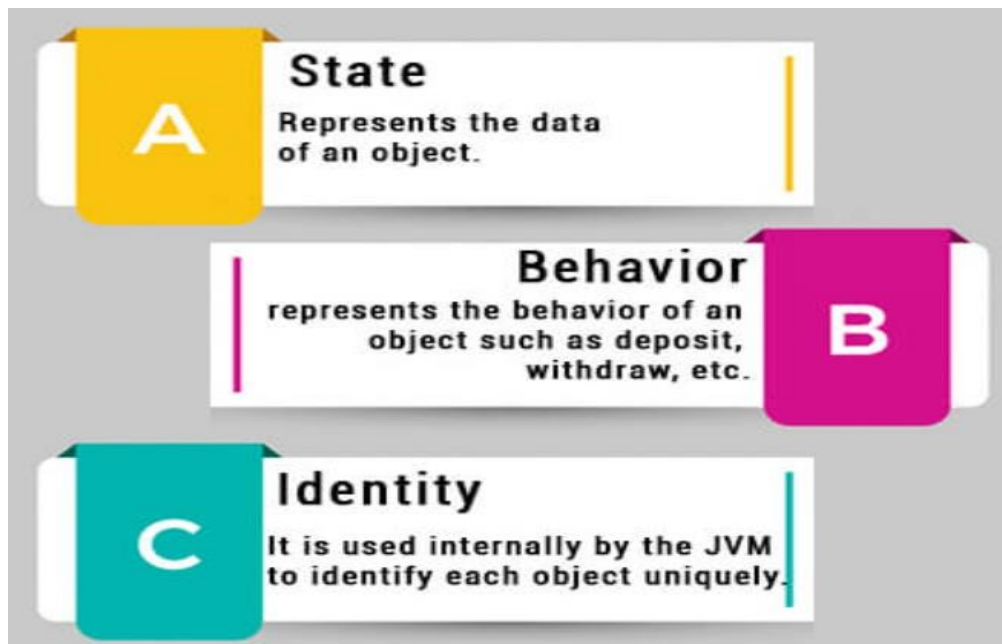 A
State
Represents the data
of an object.
Behavior
represents the behavior of an
object such as deposit,
withdraw, etc.
B
C
Identity
It is used internally by the JVM
to identify each object uniquely.